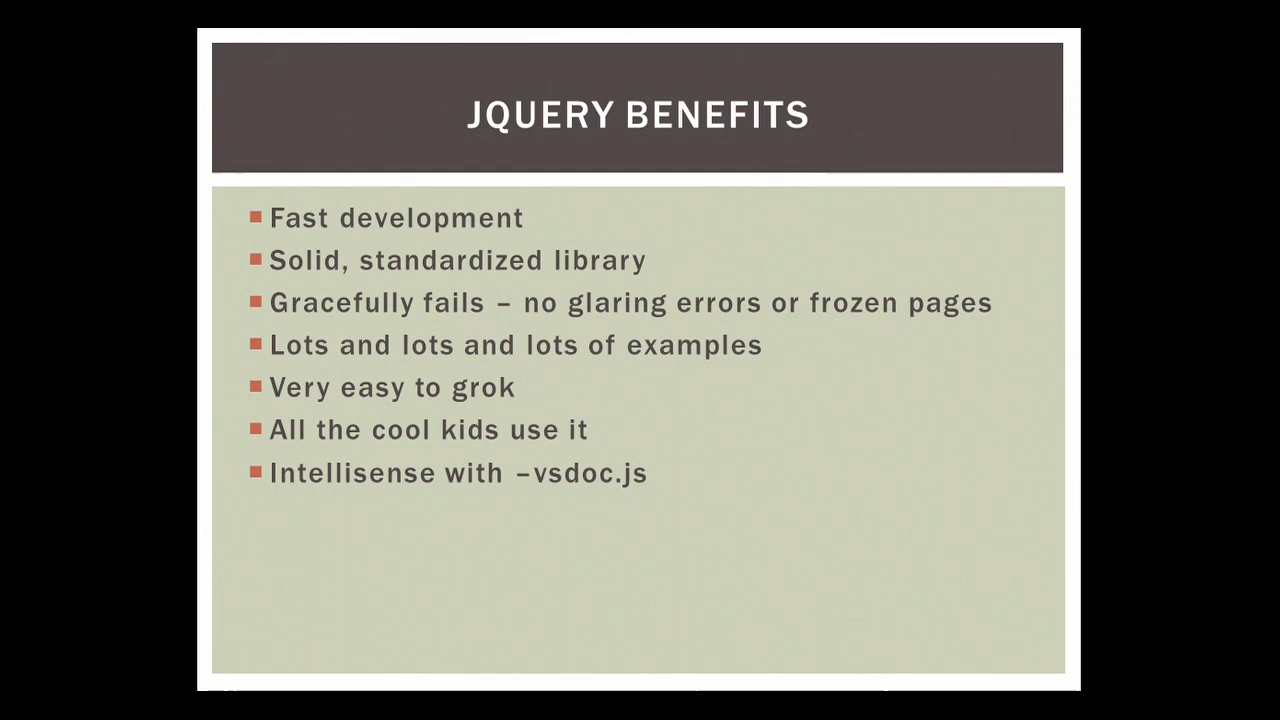 JQUERY BENEFITS
Fast development
Solid, standardized library
Gracefully fails – no glaring errors or frozen pages
Lots and lots and lots of examples
Very easy to grok
All the cool kids use it
Intellisense with –vsdoc.js